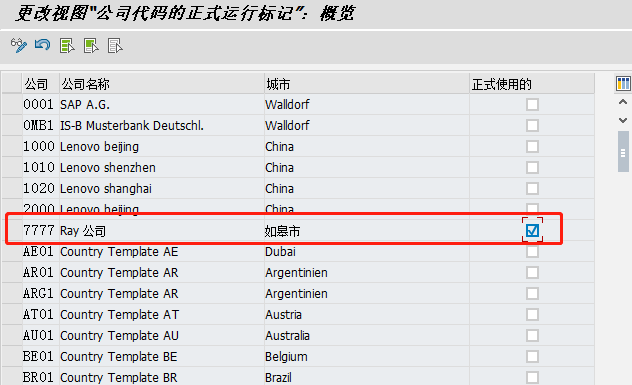 更改视图"公司代码的正式运行标记": 概览
公司 公司名称 城市 正式使用的
0001 SAP A.G. Walldorf
0MB1 IS-B Musterbank Deutschl. Walldorf
1000 Lenovo beijing China
1010 Lenovo shenzhen China
1020 Lenovo shanghai China
2000 Lenovo beijing China
7777 Ray 公司 如皋市
AE01 Country Template AE Dubai
AR01 Country Template AR Argentinien
ARG1 Country Template AR Argentinien
AT01 Country Template AT Austria
AU01 Country Template AU Australia
BE01 Country Template BE Belgium
BR01 Country Template BR Brazil